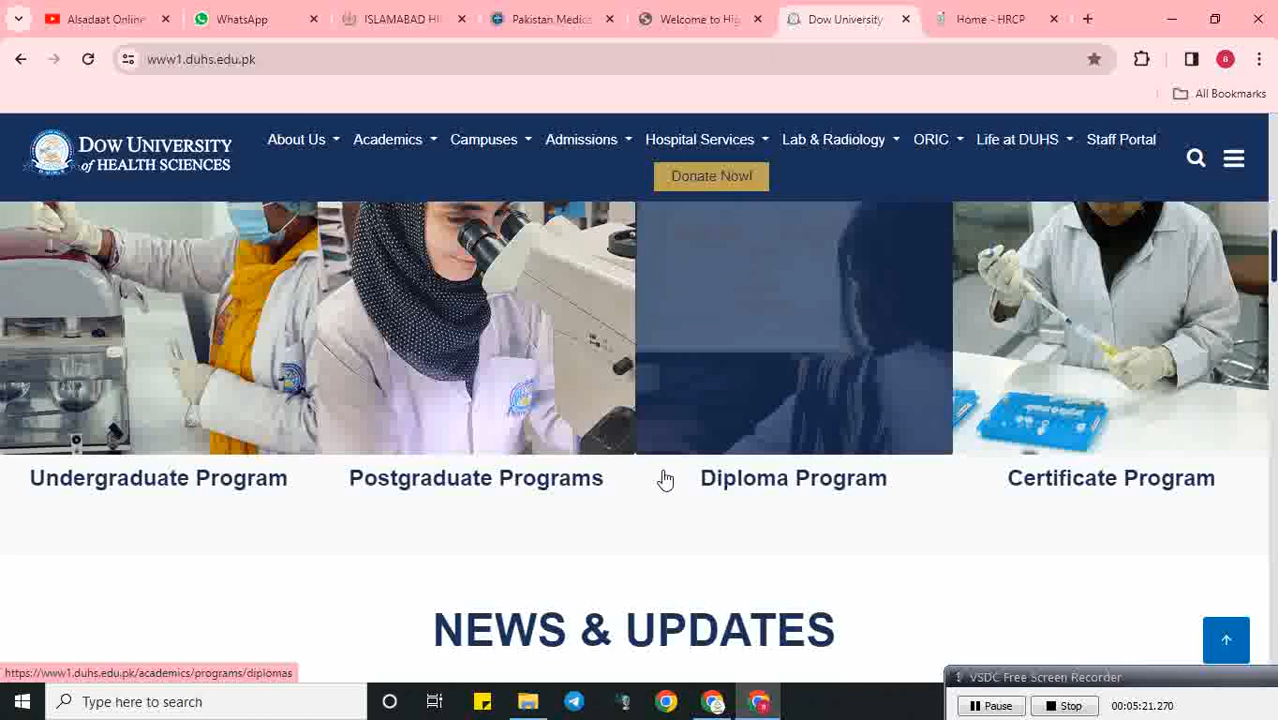 Alsadaat Online
WhatsApp
ISLAMABAD HI
Pakistan Medic
Welcome to Hig
Dow University
Home - HRCP
www1.duhs.edu.pk
8
All Bookmarks
DOW UNIVERSITY
of HEALTH SCIENCES
About Us
Academics
Campuses
Admissions
Hospital Services
Lab & Radiology
ORIC
Life at DUHS
Staff Portal
Donate Now!
Undergraduate Program
Postgraduate Programs
Diploma Program
Certificate Program
NEWS & UPDATES
https://www1.duhs.edu.pk/academics/programs/diplomas
VSDC Free Screen Recorder
Pause
Stop
00:05:21.270
Type here to search